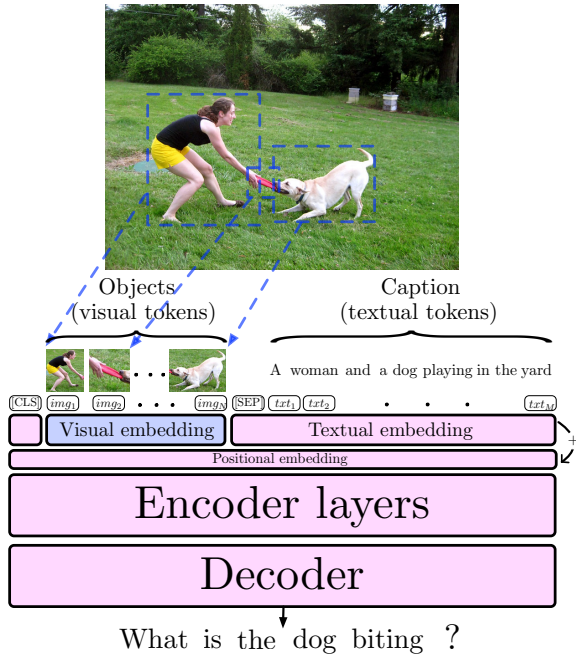 Objects
(visual tokens)
Caption
(textual tokens)
A woman and a dog playing in the yard
[CLS] img1 img2 . . . imgN [SEP] txt1 txt2 . . . txtM
Visual embedding
Textual embedding
+
Positional embedding
Encoder layers
Decoder
What is the dog biting ?